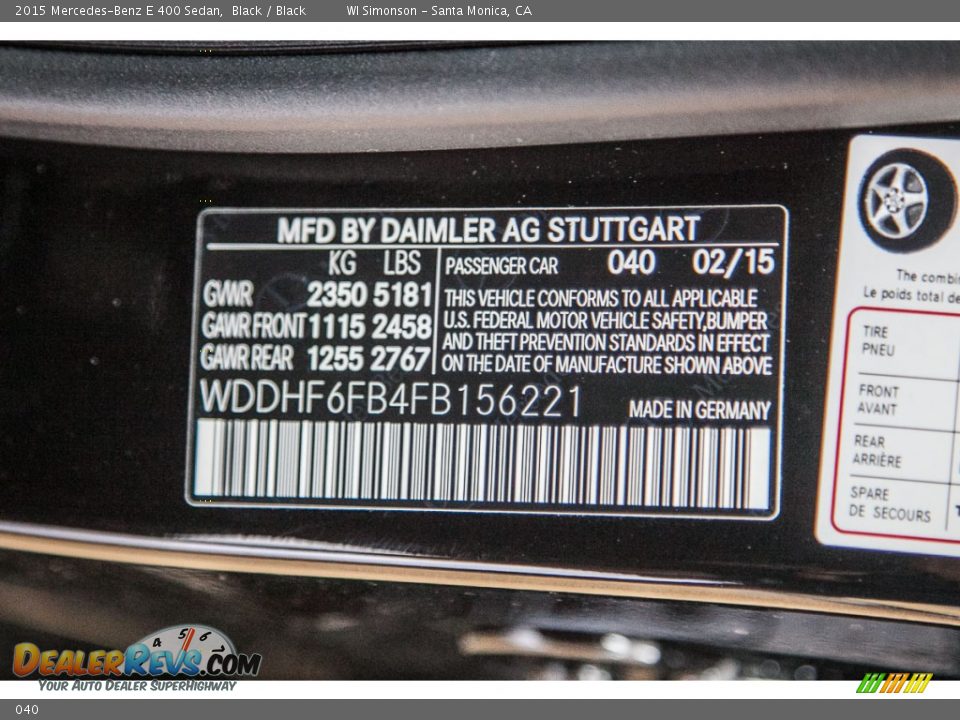 2015 Mercedes-Benz E 400 Sedan, Black / Black WI Simonson - Santa Monica, CA
MFD BY DAIMLER AG STUTTGART
KG LBS
GVWR 2350 5181
GAWR FRONT 1115 2458
GAWR REAR 1255 2767
PASSENGER CAR 040 02/15
THIS VEHICLE CONFORMS TO ALL APPLICABLE
U.S. FEDERAL MOTOR VEHICLE SAFETY, BUMPER
AND THEFT PREVENTION STANDARDS IN EFFECT
ON THE DATE OF MANUFACTURE SHOWN ABOVE
WDDHF6FB4FB156221
MADE IN GERMANY
The combin
Le poids total de
TIRE
PNEU
FRONT
AVANT
REAR
ARRIÈRE
SPARE
DE SECOURS
4 5 6
DEALERREVS.COM
YOUR AUTO DEALER SUPERHIGHWAY
040